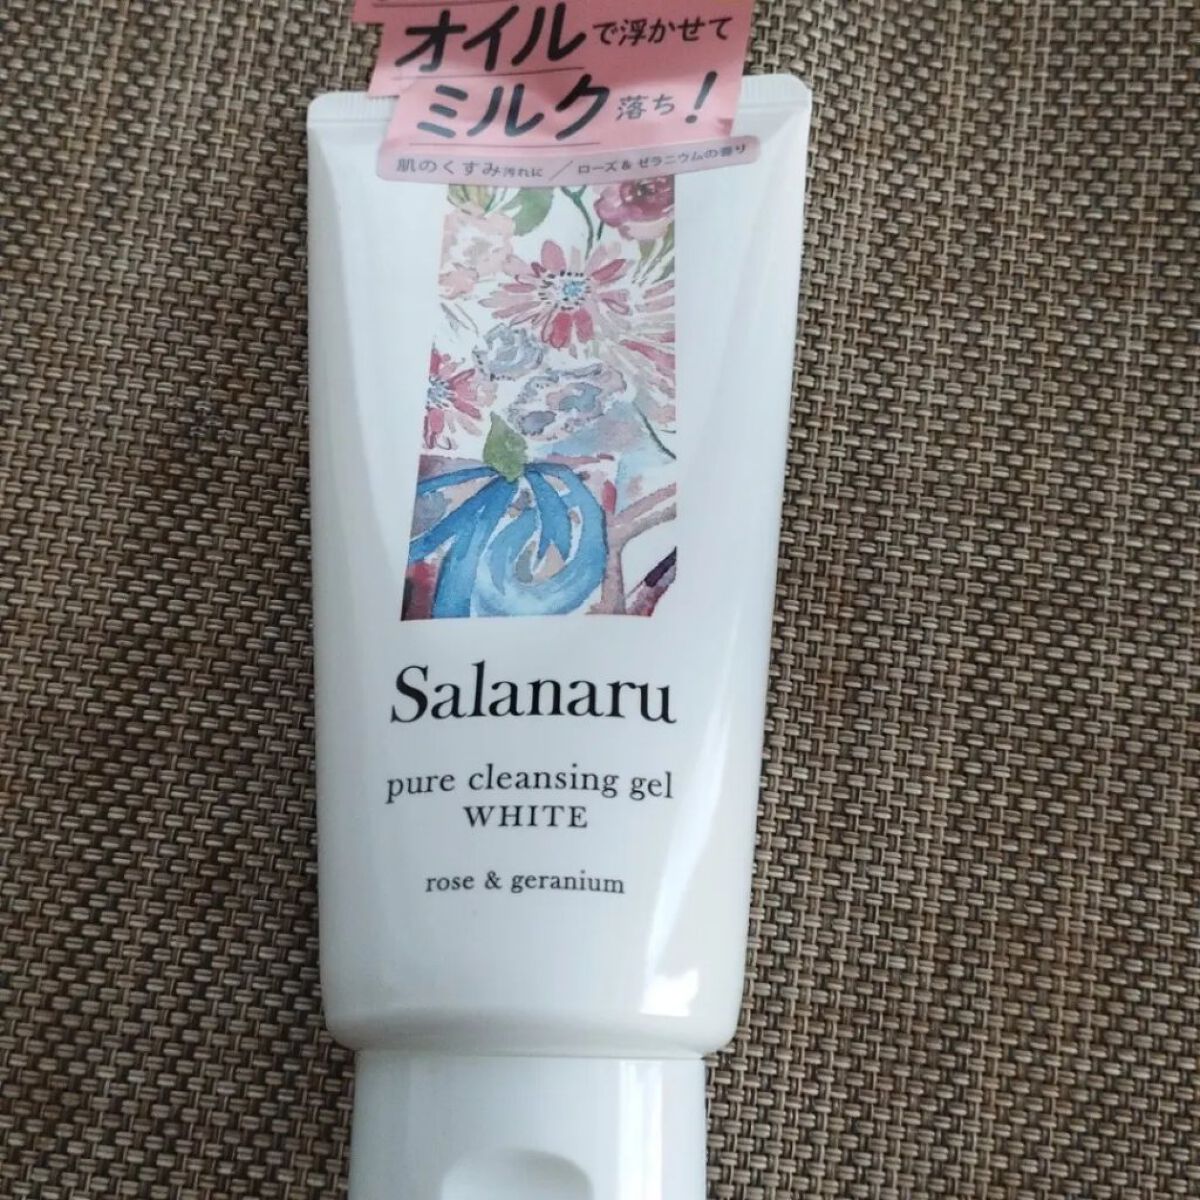 オイルで浮かせて
ミルク落ち!
肌のくすみ汚れに／ローズ&ゼラニウムの香り
Salanaru
pure cleansing gel
WHITE
rose & geranium